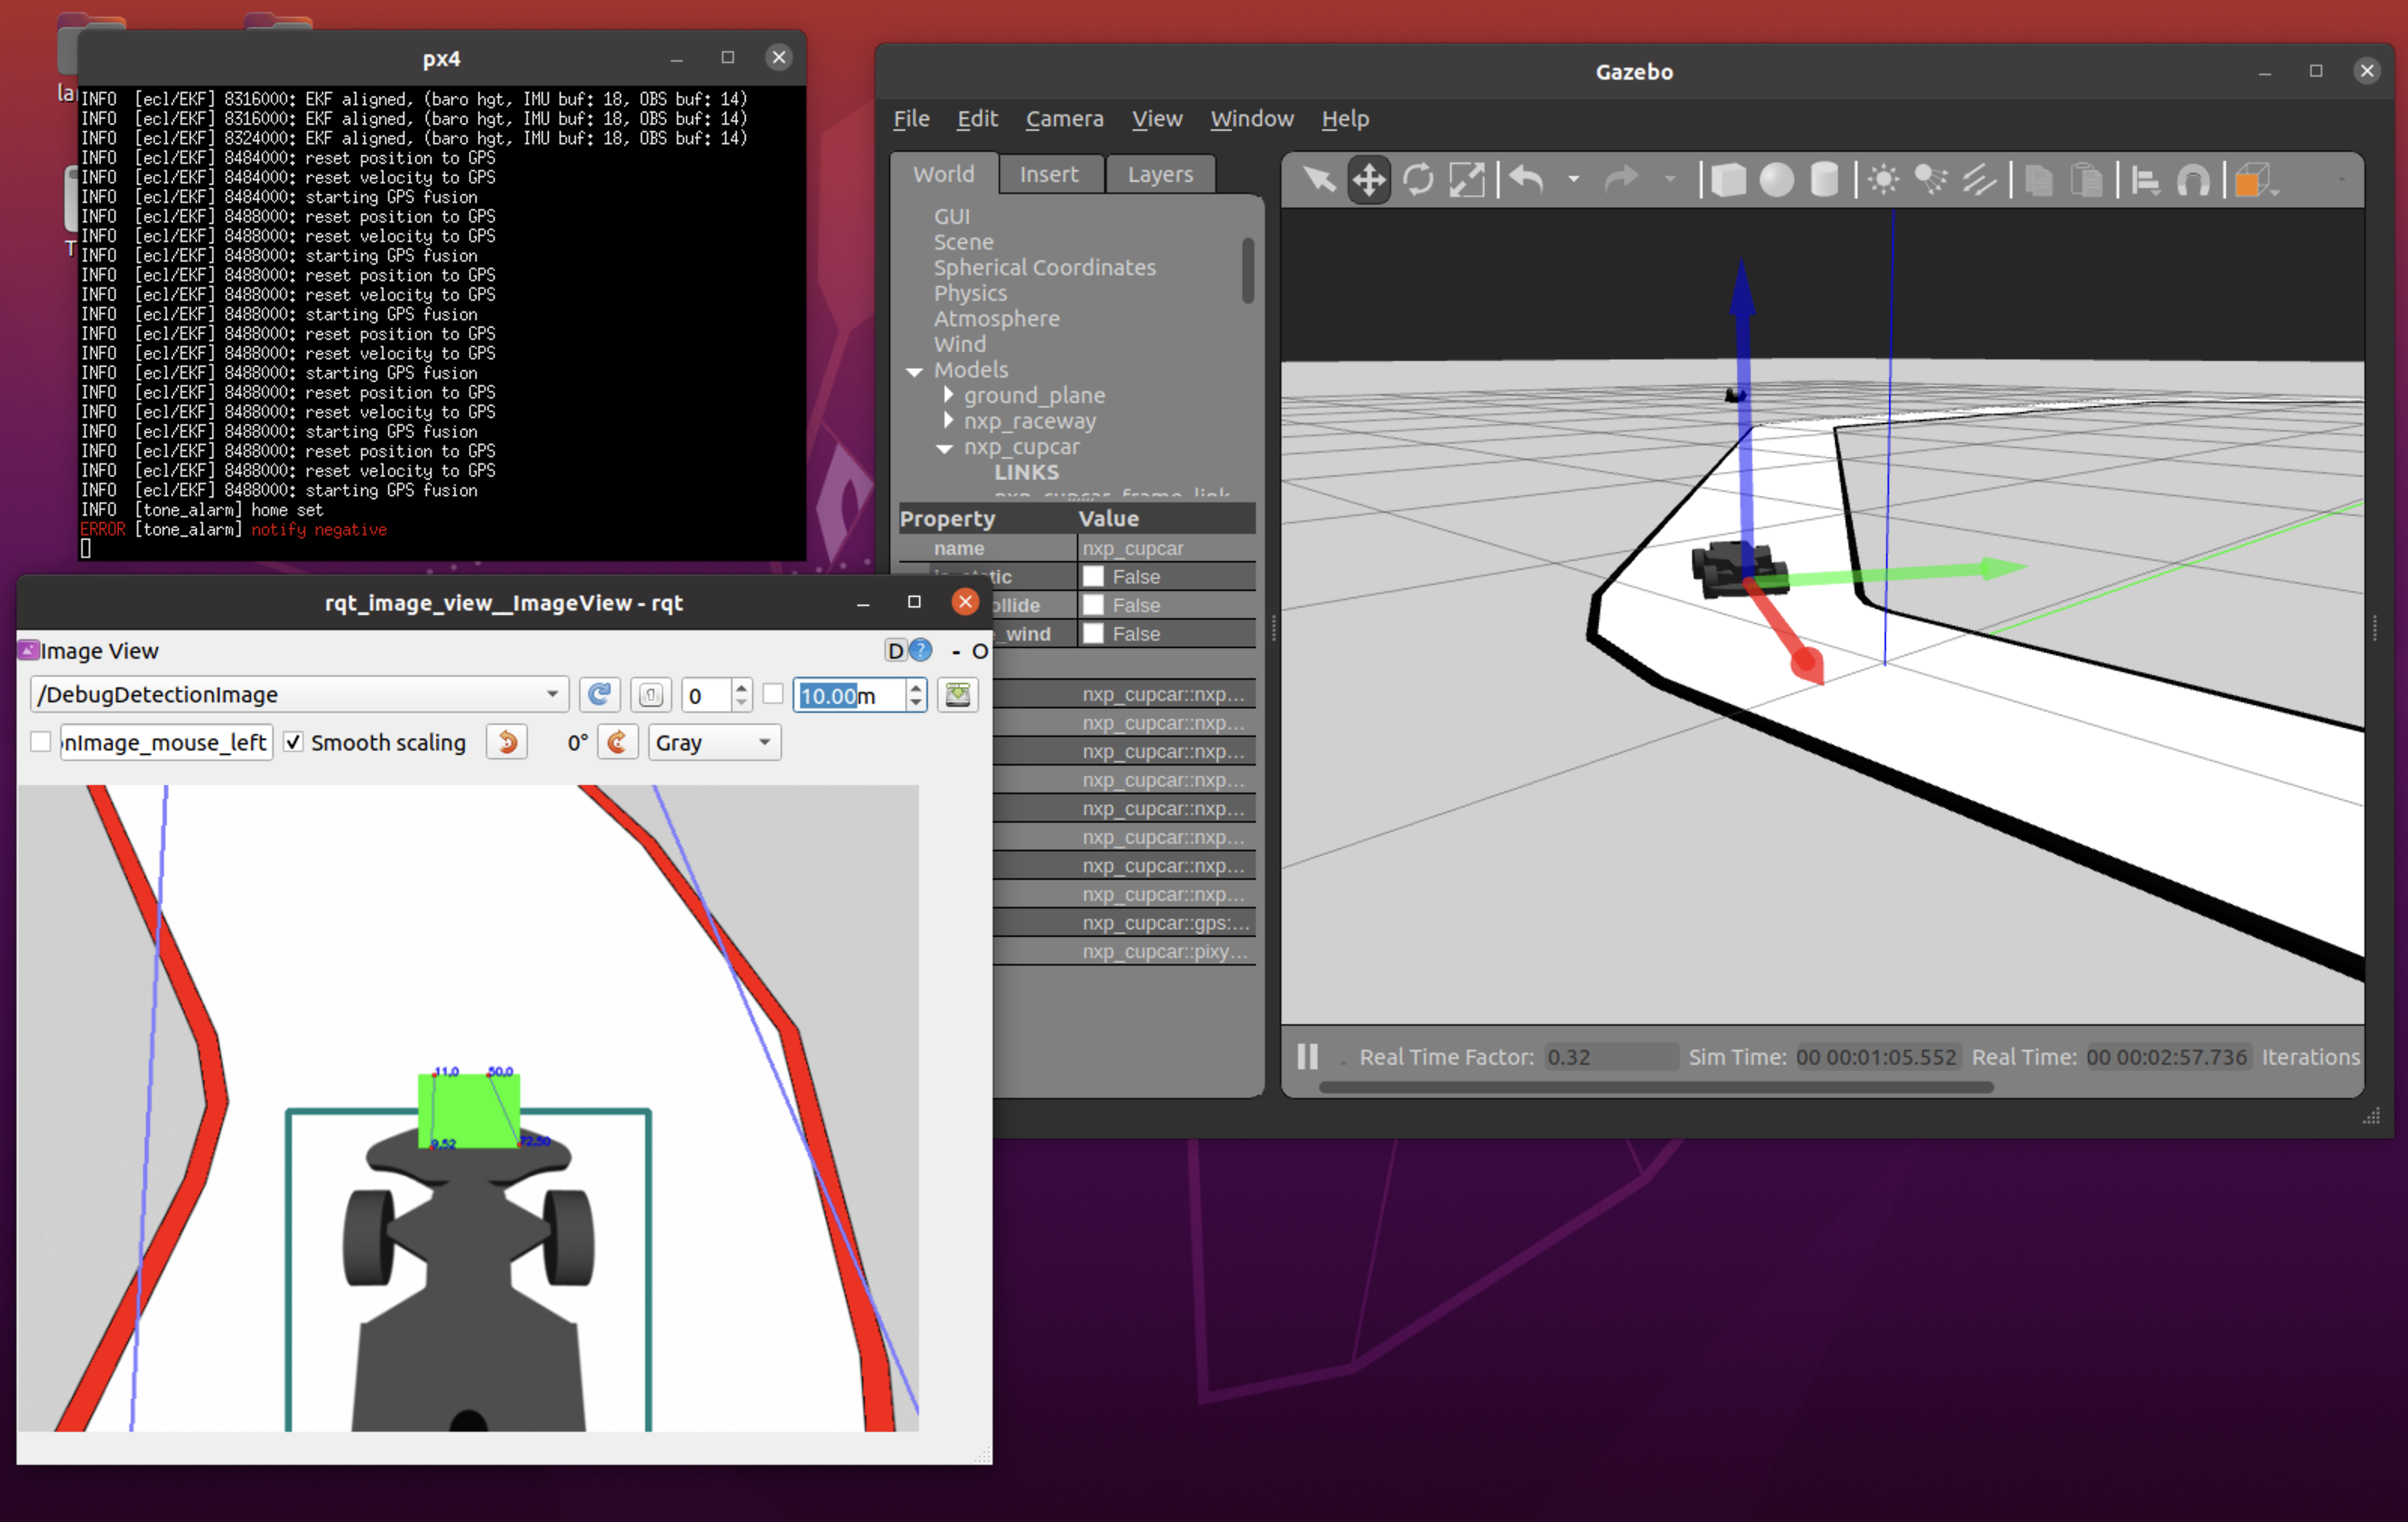 px4
INFO [ecl/EKF] 8316000: EKF aligned, (baro hgt, IMU buf: 18, OBS buf: 14)
INFO [ecl/EKF] 8316000: EKF aligned, (baro hgt, IMU buf: 18, OBS buf: 14)
INFO [ecl/EKF] 8324000: EKF aligned, (baro hgt, IMU buf: 18, OBS buf: 14)
INFO [ecl/EKF] 8484000: reset position to GPS
INFO [ecl/EKF] 8484000: reset velocity to GPS
INFO [ecl/EKF] 8484000: starting GPS fusion
INFO [ecl/EKF] 8488000: reset position to GPS
INFO [ecl/EKF] 8488000: reset velocity to GPS
INFO [ecl/EKF] 8488000: starting GPS fusion
INFO [ecl/EKF] 8488000: reset position to GPS
INFO [ecl/EKF] 8488000: reset velocity to GPS
INFO [ecl/EKF] 8488000: starting GPS fusion
INFO [ecl/EKF] 8488000: reset position to GPS
INFO [ecl/EKF] 8488000: reset velocity to GPS
INFO [ecl/EKF] 8488000: starting GPS fusion
INFO [ecl/EKF] 8488000: reset position to GPS
INFO [ecl/EKF] 8488000: reset velocity to GPS
INFO [ecl/EKF] 8488000: starting GPS fusion
INFO [ecl/EKF] 8488000: reset position to GPS
INFO [ecl/EKF] 8488000: reset velocity to GPS
INFO [ecl/EKF] 8488000: starting GPS fusion
INFO [tone_alarm] home set
ERROR [tone_alarm] notify negative
rqt_image_view__ImageView - rqt
Image View D ? - O
/DebugDetectionImage 0 10.00m
nImage_mouse_left Smooth scaling 0° Gray
11,0 50,0
9,52 72,50
Gazebo
File Edit Camera View Window Help
World Insert Layers
GUI
Scene
Spherical Coordinates
Physics
Atmosphere
Wind
Models
ground_plane
nxp_raceway
nxp_cupcar
LINKS
nxp_cupcar_frame_link
Property Value
name nxp_cupcar
tic False
ollide False
_wind False
nxp_cupcar::nxp...
nxp_cupcar::nxp...
nxp_cupcar::nxp...
nxp_cupcar::nxp...
nxp_cupcar::nxp...
nxp_cupcar::nxp...
nxp_cupcar::nxp...
nxp_cupcar::nxp...
nxp_cupcar::gps:...
nxp_cupcar::pixy...
Real Time Factor: 0.32 Sim Time: 00 00:01:05.552 Real Time: 00 00:02:57.736 Iterations